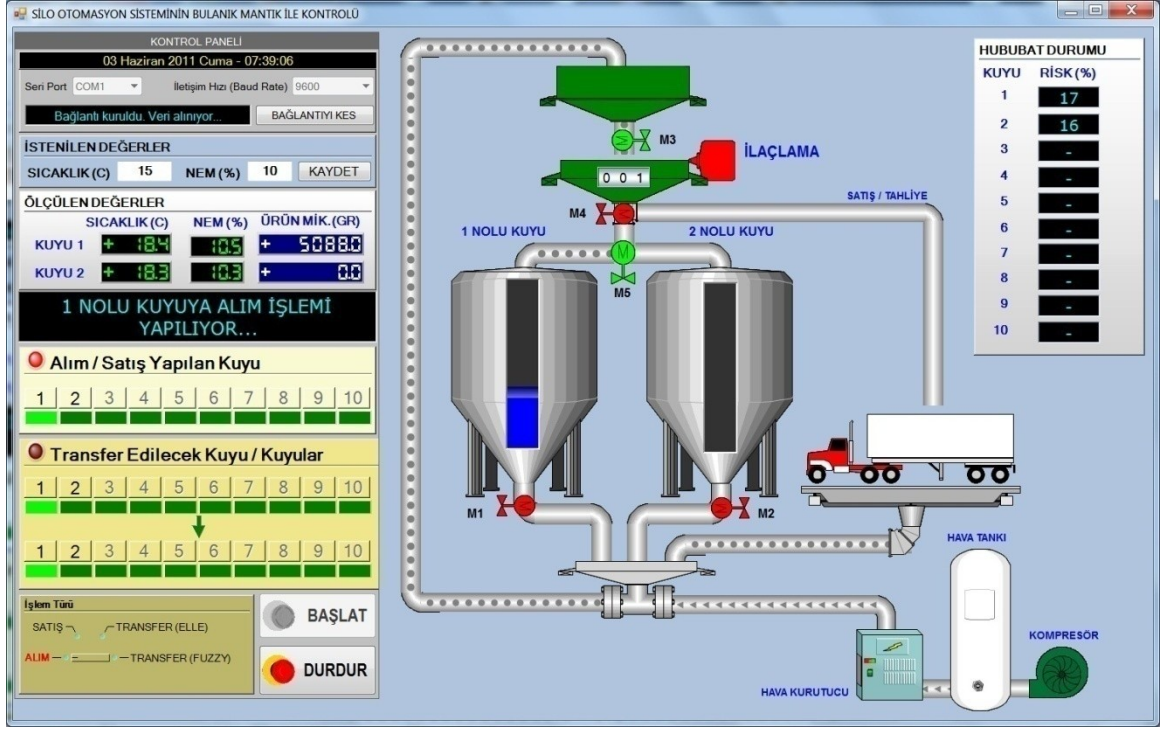 SİLO OTOMASYON SİSTEMİNİN BULANIK MANTIK İLE KONTROLÜ
KONTROL PANELİ
03 Haziran 2011 Cuma - 07:39:06
Seri Port COM1 İletişim Hızı (Baud Rate) 9600
Bağlantı kuruldu. Veri alınıyor... BAĞLANTIYI KES
İSTENİLEN DEĞERLER
SICAKLIK (C) 15 NEM (%) 10 KAYDET
ÖLÇÜLEN DEĞERLER
SICAKLIK (C) NEM (%) ÜRÜN MİK.(GR)
KUYU 1 + 18.4 10.5 + 5088.0
KUYU 2 + 18.3 10.3 + 0.0
1 NOLU KUYUYA ALIM İŞLEMİ
YAPILIYOR...
Alım / Satış Yapılan Kuyu
1 2 3 4 5 6 7 8 9 10
Transfer Edilecek Kuyu / Kuyular
1 2 3 4 5 6 7 8 9 10
1 2 3 4 5 6 7 8 9 10
İşlem Türü
SATIŞ TRANSFER (ELLE)
ALIM TRANSFER (FUZZY)
BAŞLAT
DURDUR
M M3
İLAÇLAMA
0 0 1
M4 M
SATIŞ / TAHLİYE
1 NOLU KUYU 2 NOLU KUYU
M
M5
M1 M M M2
HAVA TANKI
KOMPRESÖR
HAVA KURUTUCU
HUBUBAT DURUMU
KUYU RİSK (%)
1 17
2 16
3 -
4 -
5 -
6 -
7 -
8 -
9 -
10 -